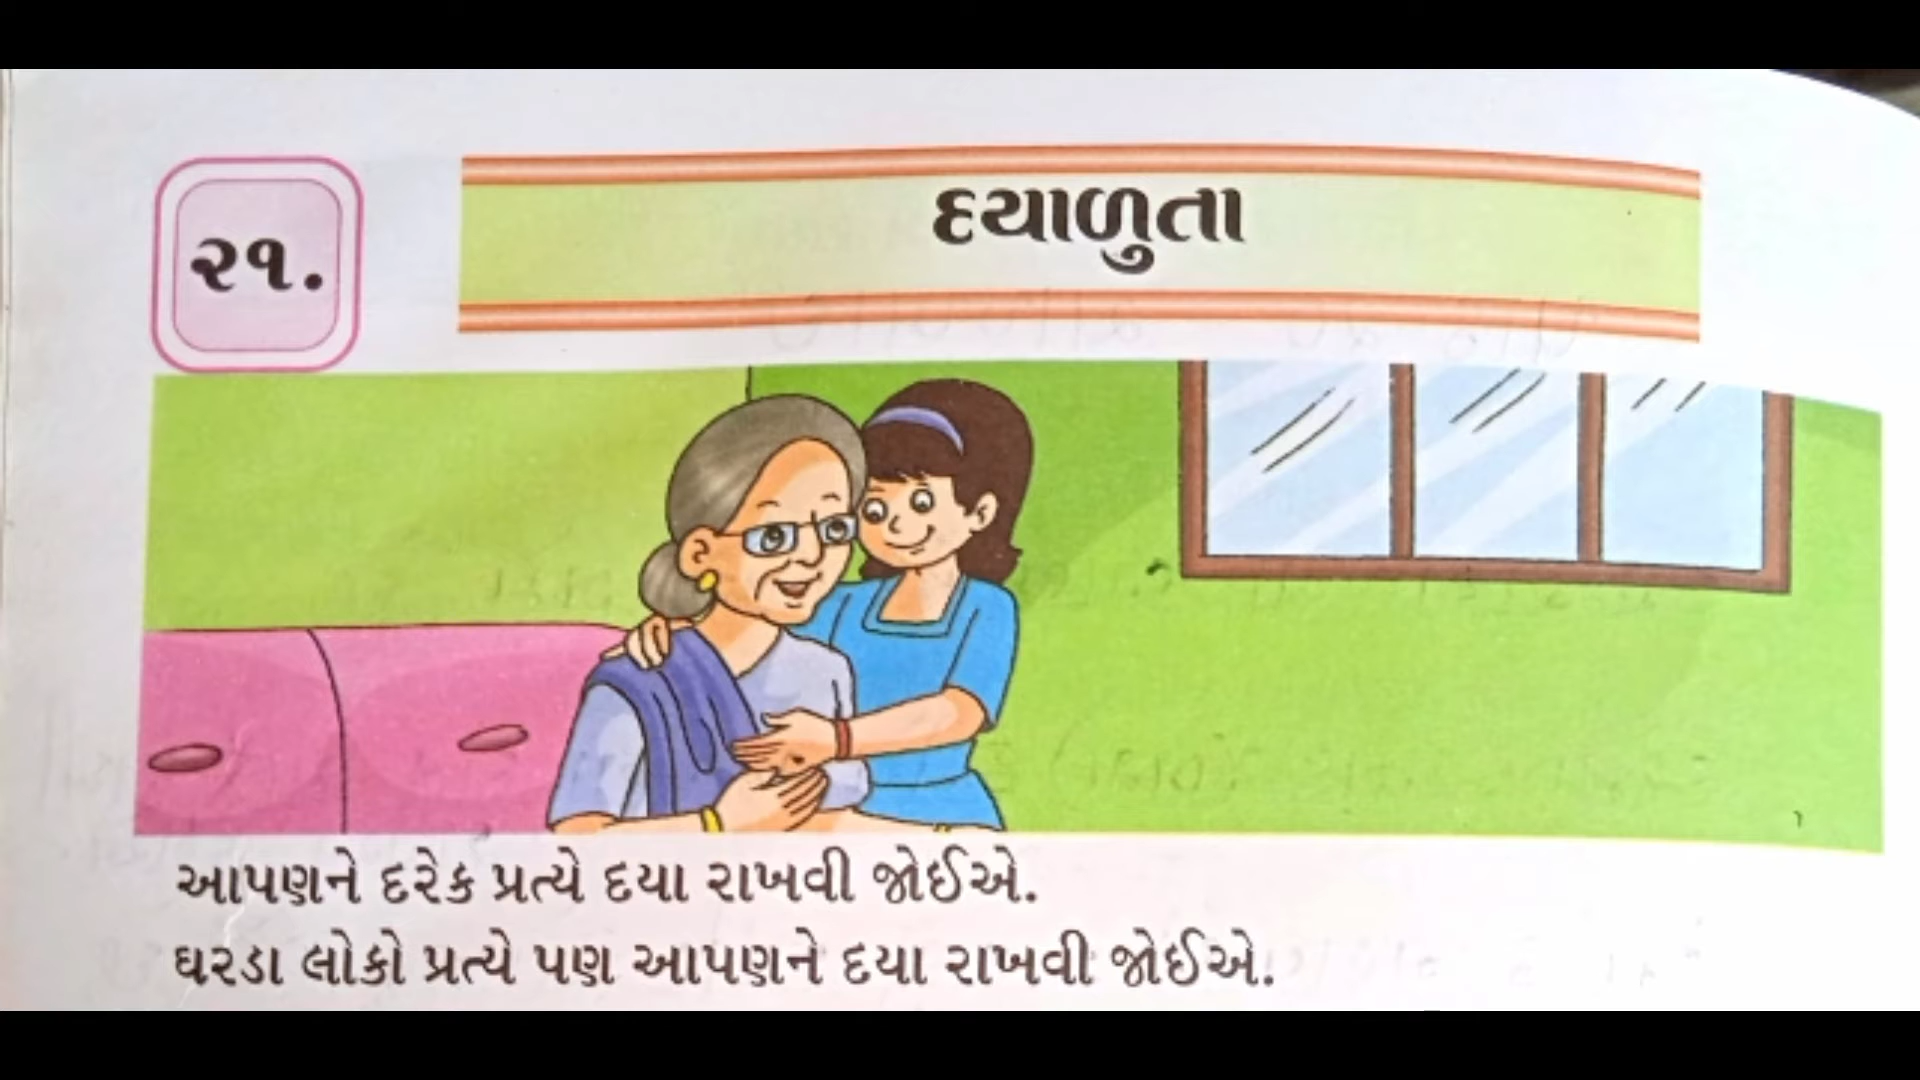 ૨૧.
દયાળુતા
આપણને દરેક પ્રત્યે દયા રાખવી જોઈએ.
ઘરડા લોકો પ્રત્યે પણ આપણને દયા રાખવી જોઈએ.